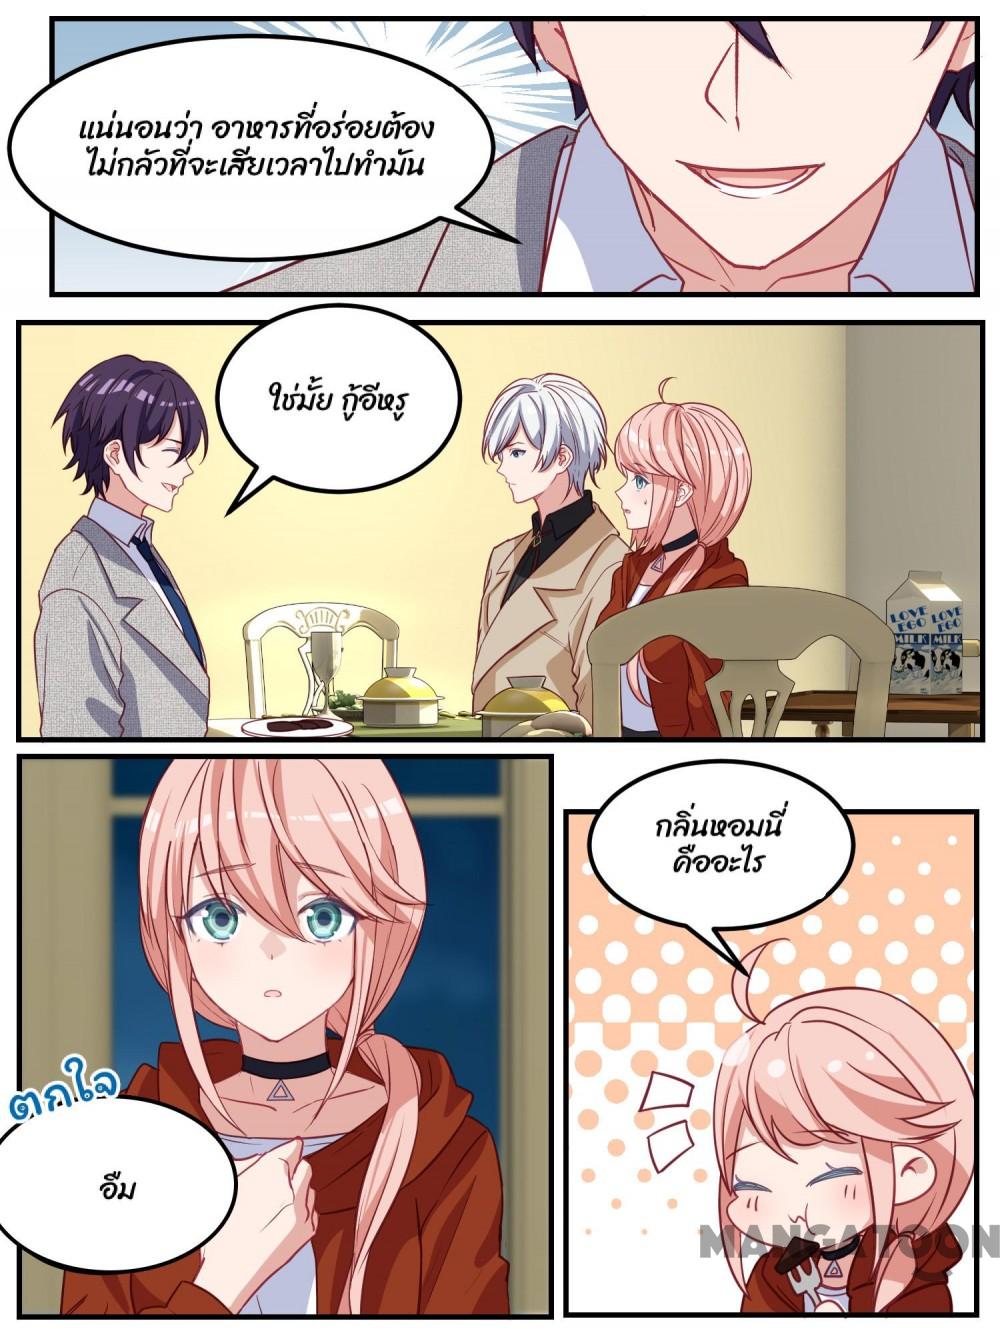 แน่นอนว่า อาหารที่อร่อยต้อง
ไม่กลัวที่จะเสียเวลาไปทำมัน
ใช่มั้ย กู้อีหรู
LOVE
EGO
MILK
LOVE
EGO
MILK
ตกใจ
อืม
กลิ่นหอมนี่
คืออะไร
MANGATOON